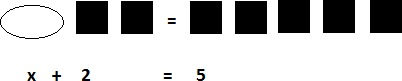 =
x + 2 = 5